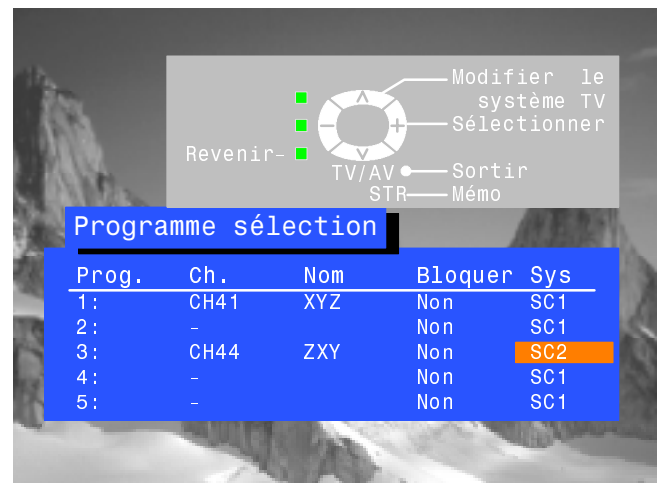 Modifier le
système TV
Sélectionner
Revenir-
TV/AV Sortir
STR Mémo
Programme sélection
Prog. Ch. Nom Bloquer Sys
1: CH41 XYZ Non SC1
2: - Non SC1
3: CH44 ZXY Non SC2
4: - Non SC1
5: - Non SC1